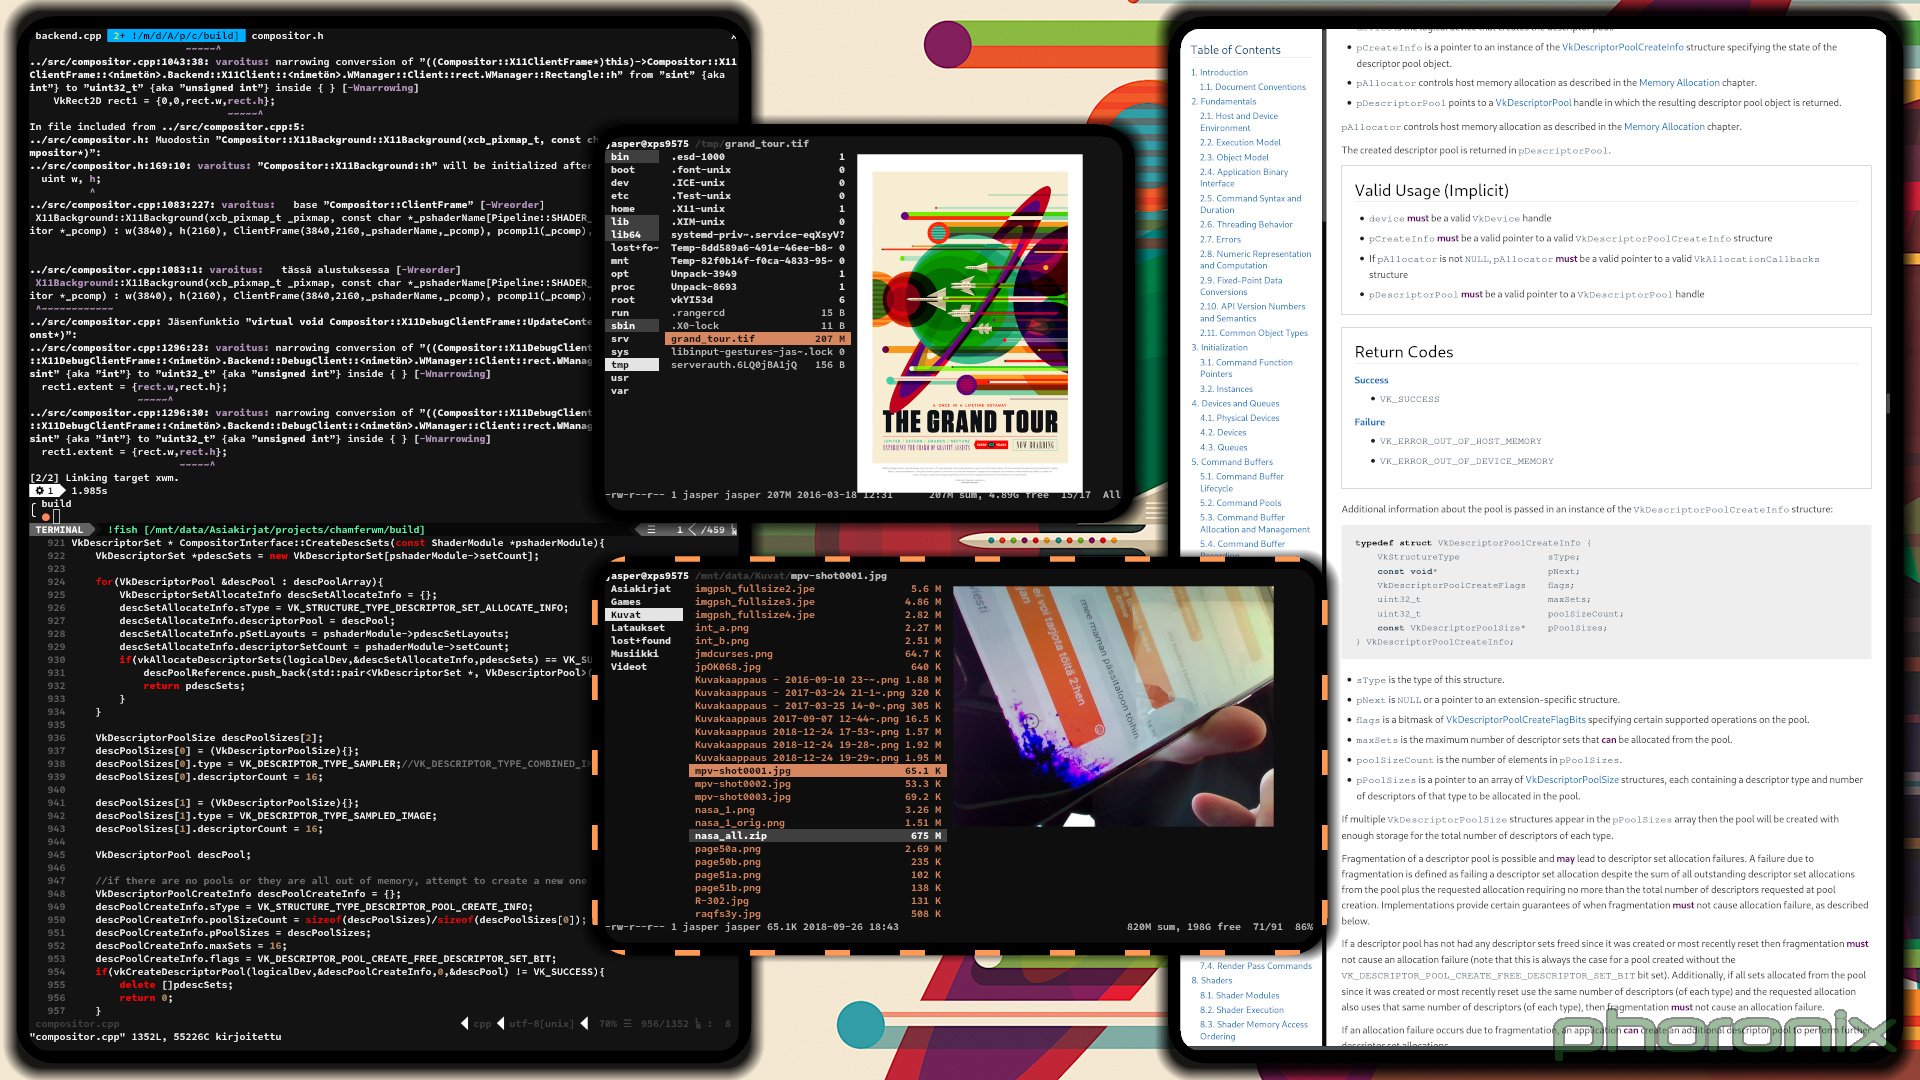 backend.cpp 2+ !/m/d/A/p/c/build] compositor.h
../src/compositor.cpp:1043:38: varoitus: narrowing conversion of ”((Compositor::X11ClientFrame*)this)->Compositor::X11
ClientFrame::<nimetön>.Backend::X11Client::<nimetön>.WManager::Client::rect.WManager::Rectangle::h” from ”sint” {aka
int”} to ”uint32_t” {aka ”unsigned int”} inside { } [-Wnarrowing]
VkRect2D rect1 = {0,0,rect.w,rect.h};
~~~~~^
In file included from ../src/compositor.cpp:5:
../src/compositor.h: Muodostin ”Compositor::X11Background::X11Background(xcb_pixmap_t, const ch
mpositor*)”:
../src/compositor.h:169:10: varoitus: ”Compositor::X11Background::h” will be initialized after
uint w, h;
^
../src/compositor.cpp:1083:227: varoitus:   base ”Compositor::ClientFrame” [-Wreorder]
X11Background::X11Background(xcb_pixmap_t _pixmap, const char *_pshaderName[Pipeline::SHADER_
itor *_pcomp) : w(3840), h(2160), ClientFrame(3840,2160,_pshaderName,_pcomp), pcomp11(_pcomp),
../src/compositor.cpp:1083:1: varoitus:   tässä alustuksessa [-Wreorder]
X11Background::X11Background(xcb_pixmap_t _pixmap, const char *_pshaderName[Pipeline::SHADER_
itor *_pcomp) : w(3840), h(2160), ClientFrame(3840,2160,_pshaderName,_pcomp), pcomp11(_pcomp),
^~~~~~~~~~~~~
../src/compositor.cpp: Jäsenfunktio ”virtual void Compositor::X11DebugClientFrame::UpdateConte
onst*)”:
../src/compositor.cpp:1296:23: varoitus: narrowing conversion of ”((Compositor::X11DebugClient
::X11DebugClientFrame::<nimetön>.Backend::DebugClient::<nimetön>.WManager::Client::rect.WManag
sint” {aka ”int”} to ”uint32_t” {aka ”unsigned int”} inside { } [-Wnarrowing]
rect1.extent = {rect.w,rect.h};
~~~~~^
../src/compositor.cpp:1296:30: varoitus: narrowing conversion of ”((Compositor::X11DebugClient
::X11DebugClientFrame::<nimetön>.Backend::DebugClient::<nimetön>.WManager::Client::rect.WManag
sint” {aka ”int”} to ”uint32_t” {aka ”unsigned int”} inside { } [-Wnarrowing]
rect1.extent = {rect.w,rect.h};
~~~~~^
[2/2] Linking target xwm.
1 1.985s
build
TERMINAL !fish [/mnt/data/Asiakirjat/projects/chamferwm/build] 1 /459
921 VkDescriptorSet * CompositorInterface::CreateDescSets(const ShaderModule *pshaderModule){
922 VkDescriptorSet *pdescSets = new VkDescriptorSet[pshaderModule->setCount];
923
924 for(VkDescriptorPool &descPool : descPoolArray){
925 VkDescriptorSetAllocateInfo descSetAllocateInfo = {};
926 descSetAllocateInfo.sType = VK_STRUCTURE_TYPE_DESCRIPTOR_SET_ALLOCATE_INFO;
927 descSetAllocateInfo.descriptorPool = descPool;
928 descSetAllocateInfo.pSetLayouts = pshaderModule->pdescSetLayouts;
929 descSetAllocateInfo.descriptorSetCount = pshaderModule->setCount;
930 if(vkAllocateDescriptorSets(logicalDev,&descSetAllocateInfo,pdescSets) == VK_SU
931 descPoolReference.push_back(std::pair<VkDescriptorSet *, VkDescriptorPool>(
932 return pdescSets;
933 }
934 }
935
936 VkDescriptorPoolSize descPoolSizes[2];
937 descPoolSizes[0] = (VkDescriptorPoolSize){};
938 descPoolSizes[0].type = VK_DESCRIPTOR_TYPE_SAMPLER;//VK_DESCRIPTOR_TYPE_COMBINED_I
939 descPoolSizes[0].descriptorCount = 16;
940
941 descPoolSizes[1] = (VkDescriptorPoolSize){};
942 descPoolSizes[1].type = VK_DESCRIPTOR_TYPE_SAMPLED_IMAGE;
943 descPoolSizes[1].descriptorCount = 16;
944
945 VkDescriptorPool descPool;
946
947 //if there are no pools or they are all out of memory, attempt to create a new one
948 VkDescriptorPoolCreateInfo descPoolCreateInfo = {};
949 descPoolCreateInfo.sType = VK_STRUCTURE_TYPE_DESCRIPTOR_POOL_CREATE_INFO;
950 descPoolCreateInfo.poolSizeCount = sizeof(descPoolSizes)/sizeof(descPoolSizes[0]);
951 descPoolCreateInfo.pPoolSizes = descPoolSizes;
952 descPoolCreateInfo.maxSets = 16;
953 descPoolCreateInfo.flags = VK_DESCRIPTOR_POOL_CREATE_FREE_DESCRIPTOR_SET_BIT;
954 if(vkCreateDescriptorPool(logicalDev,&descPoolCreateInfo,0,&descPool) != VK_SUCCESS){
955 delete []pdescSets;
956 return 0;
957 }
compositor.cpp cpp utf-8[unix] 70% 956/1352 : 8
"compositor.cpp" 1352L, 55226C kirjoitettu
jasper@xps9575 /tmp/grand_tour.tif
bin .esd-1000 1
boot .font-unix 0
dev .ICE-unix 0
etc .Test-unix 0
home .X11-unix 1
lib .XIM-unix 0
lib64 systemd-priv~.service-eqXsyV?
lost+fo~ Temp-8dd589a6-491e-46ee-b8~ 0
mnt Temp-82f0b14f-f0ca-4833-95~ 0
opt Unpack-3949 1
proc Unpack-8693 1
root vkYI53d 6
run .rangercd 15 B
sbin .X0-lock 11 B
srv grand_tour.tif 207 M
sys libinput-gestures-jas~.lock 0
tmp serverauth.6LQ0jBA1jQ 156 B
usr
var
A ONCE IN A LIFETIME GETAWAY
THE GRAND TOUR
JUPITER / SATURN / URANUS / NEPTUNE
EXPERIENCE THE CHARM OF GRAVITY ASSISTS
NOW BOARDING
-rw-r--r-- 1 jasper jasper 207M 2016-03-18 12:31 207M sum, 4.89G free 15/17 All
jasper@xps9575 /mnt/data/Kuvat/mpv-shot0001.jpg
Asiakirjat imgpsh_fullsize2.jpe 5.6 M
Games imgpsh_fullsize3.jpe 4.86 M
Kuvat imgpsh_fullsize4.jpe 2.82 M
Lataukset int_a.png 2.27 M
lost+found int_b.png 2.51 M
Musiikki jmdcurses.png 64.7 K
Videot jpOK068.jpg 640 K
Kuvakaappaus - 2016-09-10 23-~.png 1.88 M
Kuvakaappaus - 2017-03-24 21-1~.png 320 K
Kuvakaappaus - 2017-03-25 14-0~.png 305 K
Kuvakaappaus 2017-09-07 12-44~.png 16.5 K
Kuvakaappaus 2018-12-24 17-53~.png 1.57 M
Kuvakaappaus 2018-12-24 19-28~.png 1.92 M
Kuvakaappaus 2018-12-24 19-29~.png 1.95 M
mpv-shot0001.jpg 65.1 K
mpv-shot0002.jpg 53.3 K
mpv-shot0003.jpg 69.2 K
nasa_1.png 3.26 M
nasa_1_orig.png 1.51 M
nasa_all.zip 675 M
page50a.png 2.69 M
page50b.png 235 K
page51a.png 102 K
page51b.png 138 K
R-302.jpg 131 K
raqfs3y.jpg 508 K
viesti
ei voi tarjota töitä 2:hen
mee maman pässitaloon töihin.
-rw-r--r-- 1 jasper jasper 65.1K 2018-09-26 18:43 820M sum, 198G free 71/91 86%
Table of Contents
1. Introduction
1.1. Document Conventions
2. Fundamentals
2.1. Host and Device
Environment
2.2. Execution Model
2.3. Object Model
2.4. Application Binary
Interface
2.5. Command Syntax and
Duration
2.6. Threading Behavior
2.7. Errors
2.8. Numeric Representation
and Computation
2.9. Fixed-Point Data
Conversions
2.10. API Version Numbers
and Semantics
2.11. Common Object Types
3. Initialization
3.1. Command Function
Pointers
3.2. Instances
4. Devices and Queues
4.1. Physical Devices
4.2. Devices
4.3. Queues
5. Command Buffers
5.1. Command Buffer
Lifecycle
5.2. Command Pools
5.3. Command Buffer
Allocation and Management
5.4. Command Buffer
Recording
7.4. Render Pass Commands
8. Shaders
8.1. Shader Modules
8.2. Shader Execution
8.3. Shader Memory Access
Ordering
device is the logical device that creates the descriptor pool.
pCreateInfo is a pointer to an instance of the VkDescriptorPoolCreateInfo structure specifying the state of the
descriptor pool object.
pAllocator controls host memory allocation as described in the Memory Allocation chapter.
pDescriptorPool points to a VkDescriptorPool handle in which the resulting descriptor pool object is returned.
pAllocator controls host memory allocation as described in the Memory Allocation chapter.
The created descriptor pool is returned in pDescriptorPool.
Valid Usage (Implicit)
device must be a valid VkDevice handle
pCreateInfo must be a valid pointer to a valid VkDescriptorPoolCreateInfo structure
If pAllocator is not NULL, pAllocator must be a valid pointer to a valid VkAllocationCallbacks
structure
pDescriptorPool must be a valid pointer to a VkDescriptorPool handle
Return Codes
Success
VK_SUCCESS
Failure
VK_ERROR_OUT_OF_HOST_MEMORY
VK_ERROR_OUT_OF_DEVICE_MEMORY
Additional information about the pool is passed in an instance of the VkDescriptorPoolCreateInfo structure:
typedef struct VkDescriptorPoolCreateInfo {
VkStructureType sType;
const void* pNext;
VkDescriptorPoolCreateFlags flags;
uint32_t maxSets;
uint32_t poolSizeCount;
const VkDescriptorPoolSize* pPoolSizes;
} VkDescriptorPoolCreateInfo;
sType is the type of this structure.
pNext is NULL or a pointer to an extension-specific structure.
flags is a bitmask of VkDescriptorPoolCreateFlagBits specifying certain supported operations on the pool.
maxSets is the maximum number of descriptor sets that can be allocated from the pool.
poolSizeCount is the number of elements in pPoolSizes.
pPoolSizes is a pointer to an array of VkDescriptorPoolSize structures, each containing a descriptor type and number
of descriptors of that type to be allocated in the pool.
If multiple VkDescriptorPoolSize structures appear in the pPoolSizes array then the pool will be created with
enough storage for the total number of descriptors of each type.
Fragmentation of a descriptor pool is possible and may lead to descriptor set allocation failures. A failure due to
fragmentation is defined as failing a descriptor set allocation despite the sum of all outstanding descriptor set allocations
from the pool plus the requested allocation requiring no more than the total number of descriptors requested at pool
creation. Implementations provide certain guarantees of when fragmentation must not cause allocation failure, as described
below.
If a descriptor pool has not had any descriptor sets freed since it was created or most recently reset then fragmentation must
not cause an allocation failure (note that this is always the case for a pool created without the
VK_DESCRIPTOR_POOL_CREATE_FREE_DESCRIPTOR_SET_BIT bit set). Additionally, if all sets allocated from the pool
since it was created or most recently reset use the same number of descriptors (of each type) and the requested allocation
also uses that same number of descriptors (of each type), then fragmentation must not cause an allocation failure.
If an allocation failure occurs due to fragmentation, an application can create an additional descriptor pool to perform further
descriptor set allocations.
phoronix